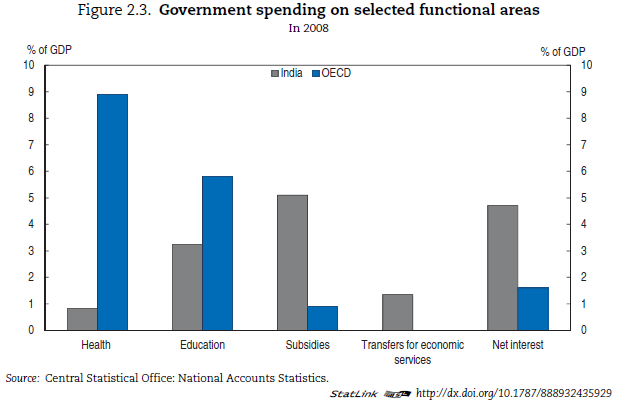 Figure 2.3. Government spending on selected functional areas
In 2008
% of GDP % of GDP
India OECD
10 10
9 9
8 8
7 7
6 6
5 5
4 4
3 3
2 2
1 1
0 0
Health Education Subsidies Transfers for economic Net interest
services
Source: Central Statistical Office: National Accounts Statistics.
StatLink http://dx.doi.org/10.1787/888932435929